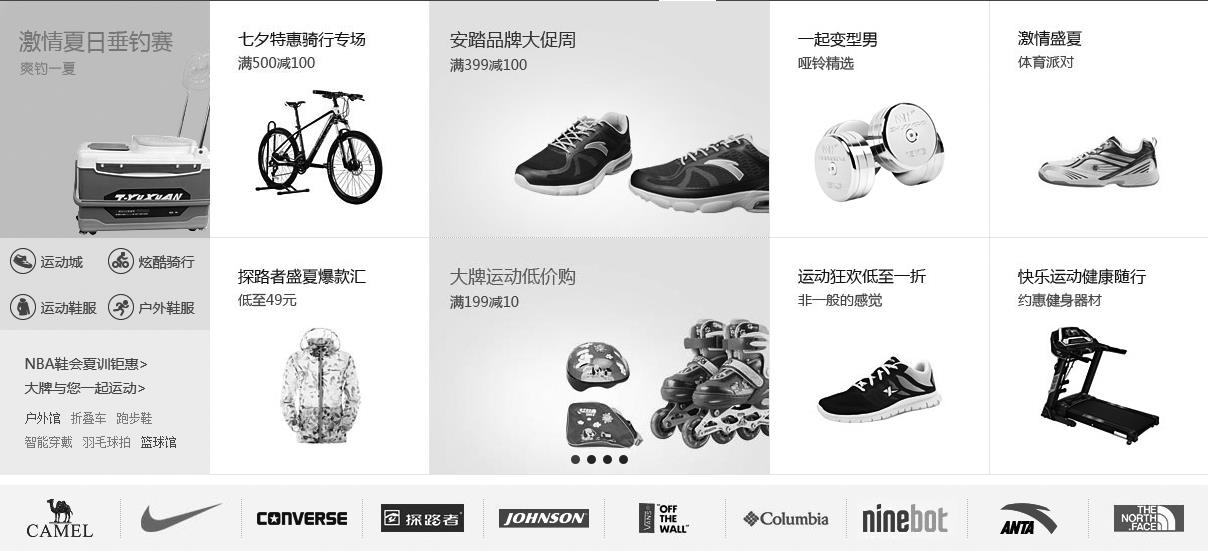 激情夏日垂钓赛
爽钓一夏
T-YUXUAN
运动城
炫酷骑行
运动鞋服
户外鞋服
NBA鞋会夏训钜惠>
大牌与您一起运动>
户外馆 折叠车 跑步鞋
智能穿戴 羽毛球拍 篮球馆
七夕特惠骑行专场
满500减100
安踏品牌大促周
满399减100
一起变型男
哑铃精选
激情盛夏
体育派对
探路者盛夏爆款汇
低至49元
大牌运动低价购
满199减10
运动狂欢低至一折
非一般的感觉
快乐运动健康随行
约惠健身器材
CAMEL
CONVERSE
探路者
JOHNSON
VANS
"OFF
THE
WALL"
Columbia
ninebot
ANTA
THE
NORTH
FACE